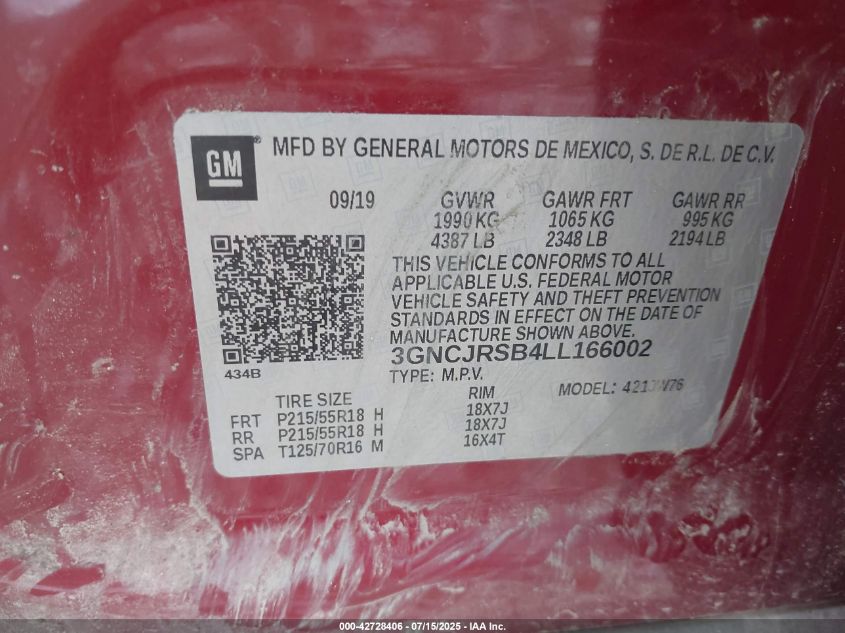 GM
MFD BY GENERAL MOTORS DE MEXICO, S. DE R.L. DE C.V.
09/19 GVWR GAWR FRT GAWR RR
1990 KG 1065 KG 995 KG
4387 LB 2348 LB 2194 LB
THIS VEHICLE CONFORMS TO ALL
APPLICABLE U.S. FEDERAL MOTOR
VEHICLE SAFETY AND THEFT PREVENTION
STANDARDS IN EFFECT ON THE DATE OF
MANUFACTURE SHOWN ABOVE.
3GNCJRSB4LL166002
434B
TYPE: M.P.V. MODEL:
TIRE SIZE RIM
FRT P215/55R18 H 18X7J
RR P215/55R18 H 18X7J
SPA T125/70R16 M 16X4T
000-42728406 - 07/15/2025 - IAA Inc.